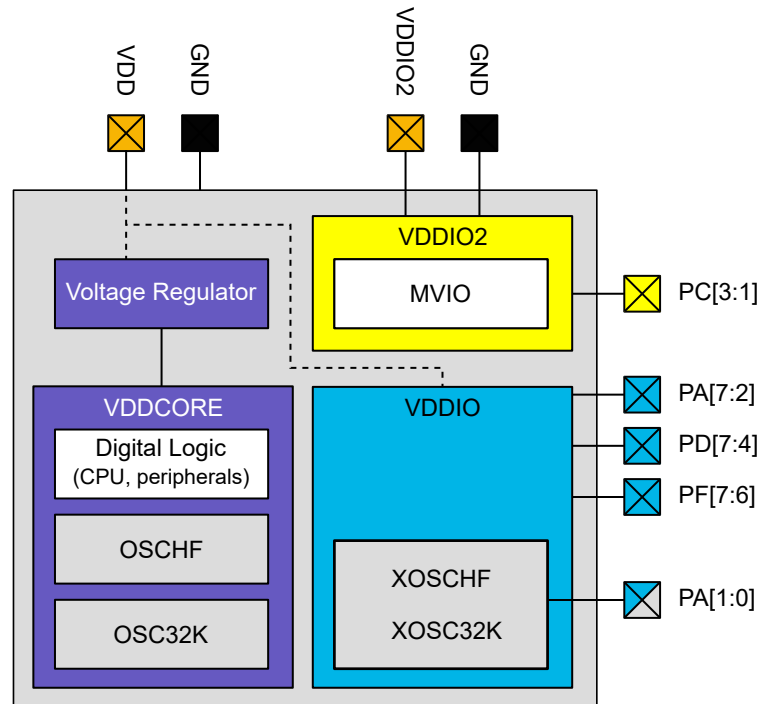 VDD
GND
VDDIO2
GND
VDDIO2
MVIO
Voltage Regulator
PC[3:1]
VDDCORE
Digital Logic
(CPU, peripherals)
OSCHF
OSC32K
VDDIO
XOSCHF
XOSC32K
PA[7:2]
PD[7:4]
PF[7:6]
PA[1:0]